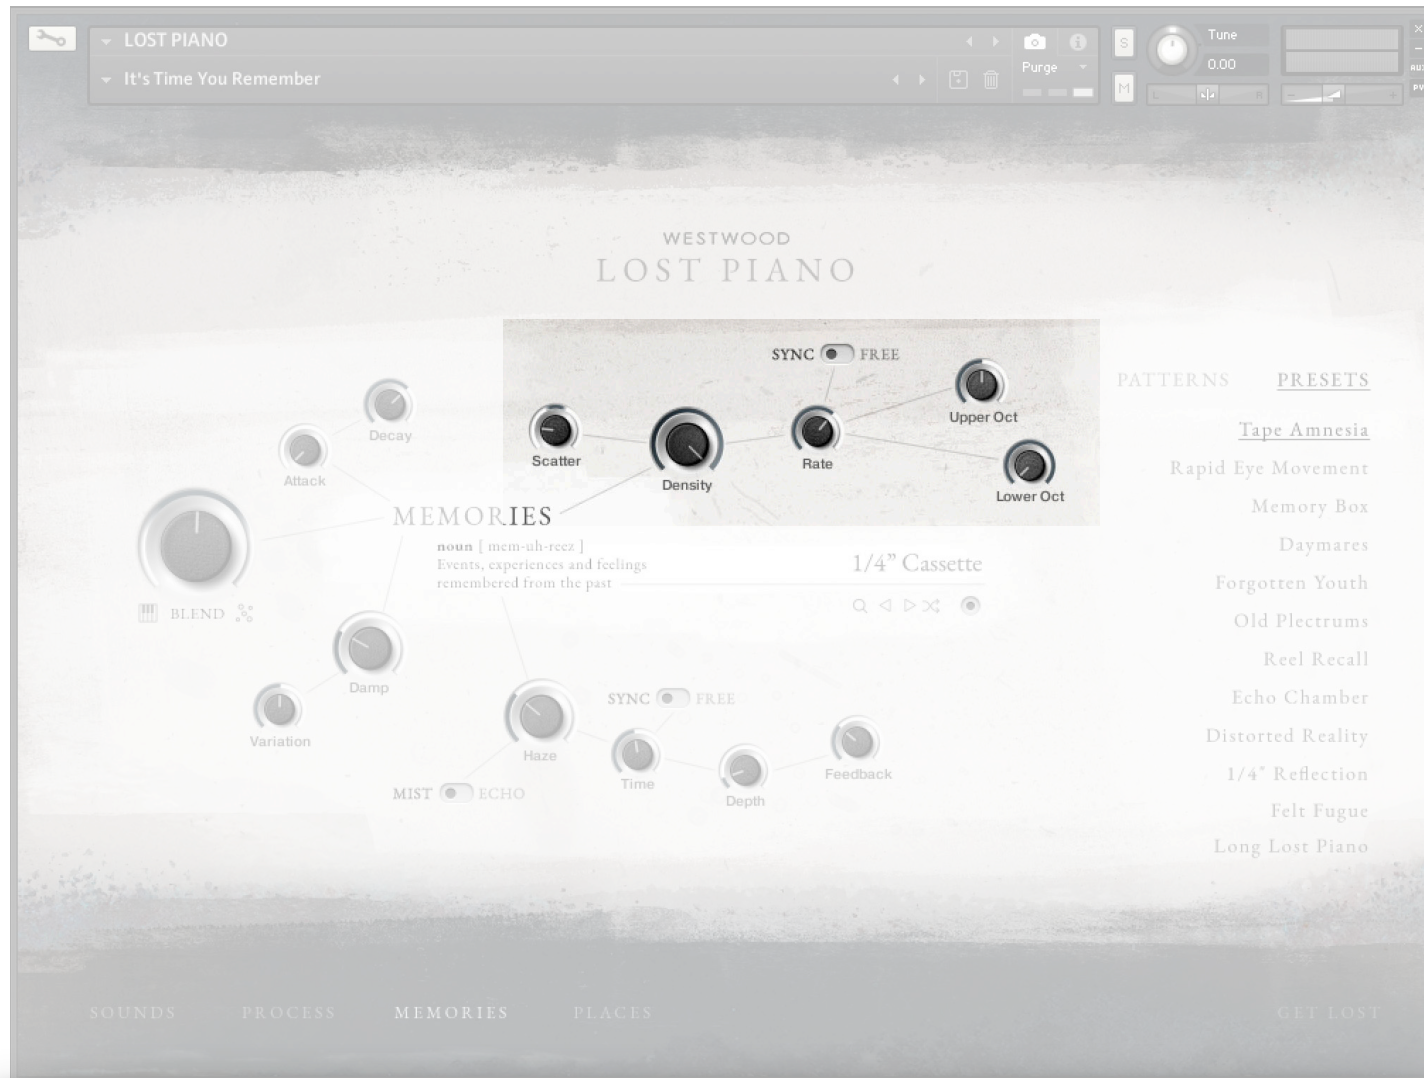 LOST PIANO
It's Time You Remember
Purge
S
M
Tune
0.00
L
R
AUX
PV
WESTWOOD
LOST PIANO
SYNC FREE
Upper Oct
Scatter
Density
Rate
Lower Oct
Decay
Attack
PATTERNS PRESETS
Tape Amnesia
Rapid Eye Movement
Memory Box
Daymares
Forgotten Youth
Old Plectrums
Reel Recall
Echo Chamber
Distorted Reality
1/4" Reflection
Felt Fugue
Long Lost Piano
MEMORIES
noun [ mem-uh-reez ]
Events, experiences and feelings
remembered from the past
1/4” Cassette
BLEND
Damp
Variation
Haze
SYNC FREE
Time
Depth
Feedback
MIST ECHO
SOUNDS PROCESS MEMORIES PLACES GET LOST